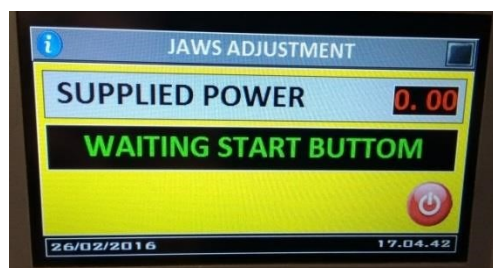 i JAWS ADJUSTMENT
SUPPLIED POWER 0.00
WAITING START BUTTOM
26/02/2016 17.04.42